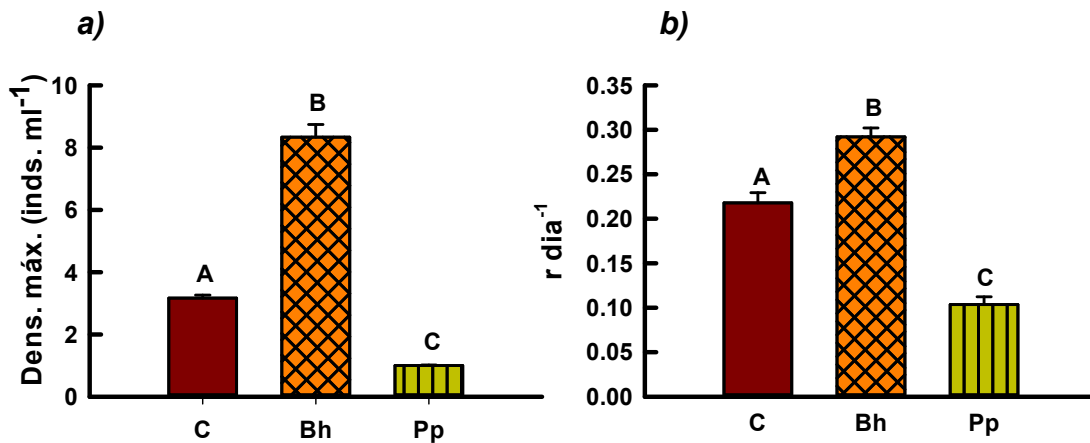 a)
Dens. máx. (inds. ml-1)
10
8
6
4
2
0
A
B
C
C
Bh
Pp
b)
r dia-1
0.35
0.30
0.25
0.20
0.15
0.10
0.05
0.00
A
B
C
C
Bh
Pp